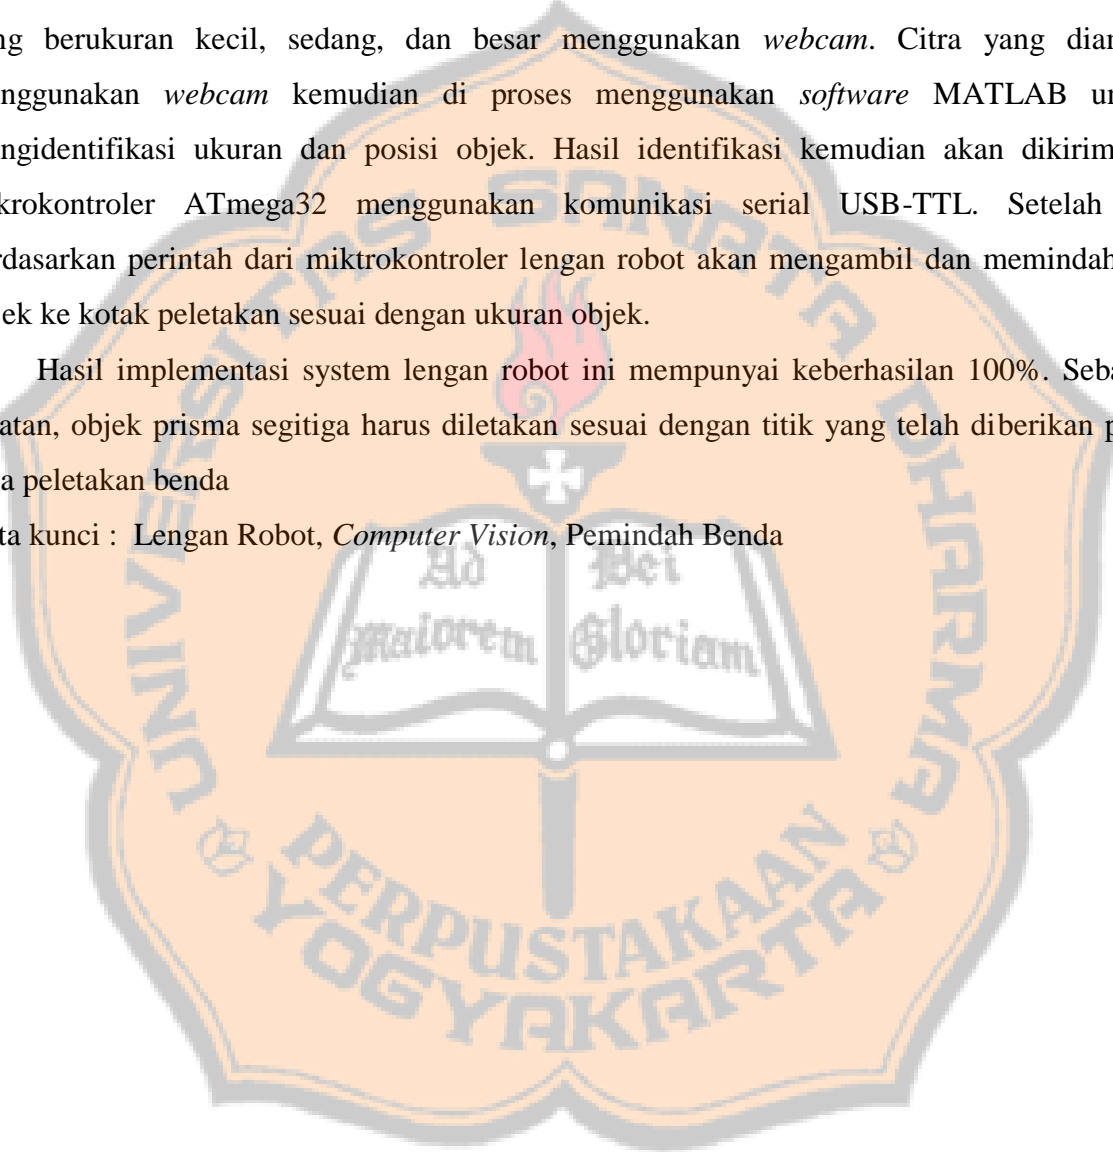 ng berukuran kecil, sedang, dan besar menggunakan webcam. Citra yang diam
nggunakan webcam kemudian di proses menggunakan software MATLAB un
ngidentifikasi ukuran dan posisi objek. Hasil identifikasi kemudian akan dikirim
krokontroler ATmega32 menggunakan komunikasi serial USB-TTL. Setelah
rdasarkan perintah dari miktrokontroler lengan robot akan mengambil dan memindah
ek ke kotak peletakan sesuai dengan ukuran objek.
Hasil implementasi system lengan robot ini mempunyai keberhasilan 100%. Seba
atan, objek prisma segitiga harus diletakan sesuai dengan titik yang telah diberikan p
a peletakan benda
ta kunci : Lengan Robot, Computer Vision, Pemindah Benda
UNIVERSITAS SANATA DHARMA
Ad Dei
maiorem Gloriam
PERPUSTAKAAN
YOGYAKARTA